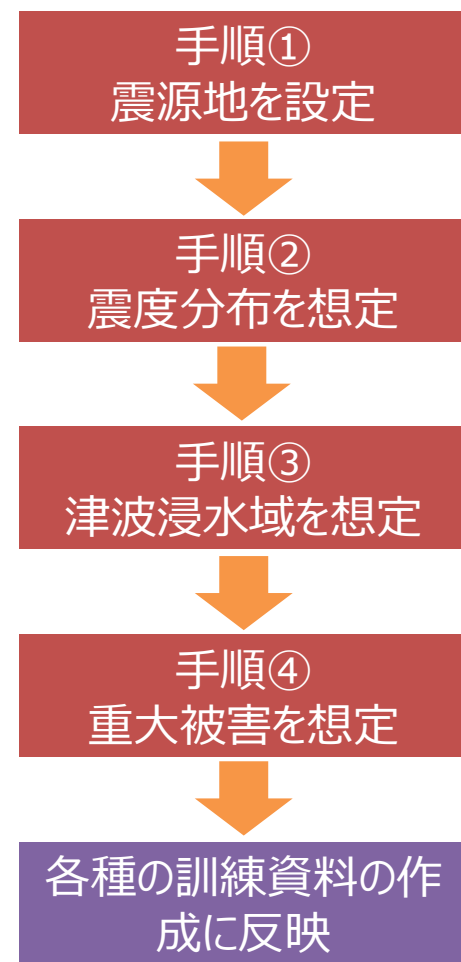 手順①
震源地を設定
手順②
震度分布を想定
手順③
津波浸水域を想定
手順④
重大被害を想定
各種の訓練資料の作
成に反映